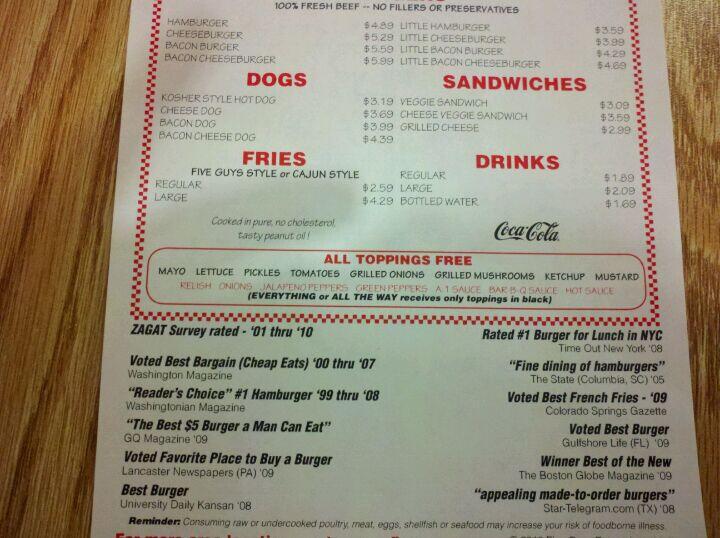 100% FRESH BEEF -- NO FILLERS OR PRESERVATIVES
HAMBURGER $4.89 LITTLE HAMBURGER $3.59
CHEESEBURGER $5.29 LITTLE CHEESEBURGER $3.99
BACON BURGER $5.59 LITTLE BACON BURGER $4.29
BACON CHEESEBURGER $5.99 LITTLE BACON CHEESEBURGER $4.69
DOGS
SANDWICHES
KOSHER STYLE HOT DOG $3.19 VEGGIE SANDWICH $3.09
CHEESE DOG $3.69 CHEESE VEGGIE SANDWICH $3.59
BACON DOG $3.99 GRILLED CHEESE $2.99
BACON CHEESE DOG $4.39
FRIES
DRINKS
FIVE GUYS STYLE or CAJUN STYLE
REGULAR $2.59
LARGE $4.29
REGULAR $1.89
LARGE $2.09
BOTTLED WATER $1.69
Cooked in pure, no cholesterol,
tasty peanut oil!
Coca-Cola
ALL TOPPINGS FREE
MAYO LETTUCE PICKLES TOMATOES GRILLED ONIONS GRILLED MUSHROOMS KETCHUP MUSTARD
RELISH ONIONS JALAPENO PEPPERS GREEN PEPPERS A.1 SAUCE BAR-B-Q SAUCE HOT SAUCE
(EVERYTHING or ALL THE WAY receives only toppings in black)
ZAGAT Survey rated - '01 thru '10
Voted Best Bargain (Cheap Eats) '00 thru '07
Washington Magazine
"Reader's Choice" #1 Hamburger '99 thru '08
Washingtonian Magazine
"The Best $5 Burger a Man Can Eat"
GQ Magazine '09
Voted Favorite Place to Buy a Burger
Lancaster Newspapers (PA) '09
Best Burger
University Daily Kansan '08
Rated #1 Burger for Lunch in NYC
Time Out New York '08
"Fine dining of hamburgers"
The State (Columbia, SC) '05
Voted Best French Fries - '09
Colorado Springs Gazette
Voted Best Burger
Gulfshore Life (FL) '09
Winner Best of the New
The Boston Globe Magazine '09
"appealing made-to-order burgers"
Star-Telegram.com (TX) '08
Reminder: Consuming raw or undercooked poultry, meat, eggs, shellfish or seafood may increase your risk of foodborne illness.